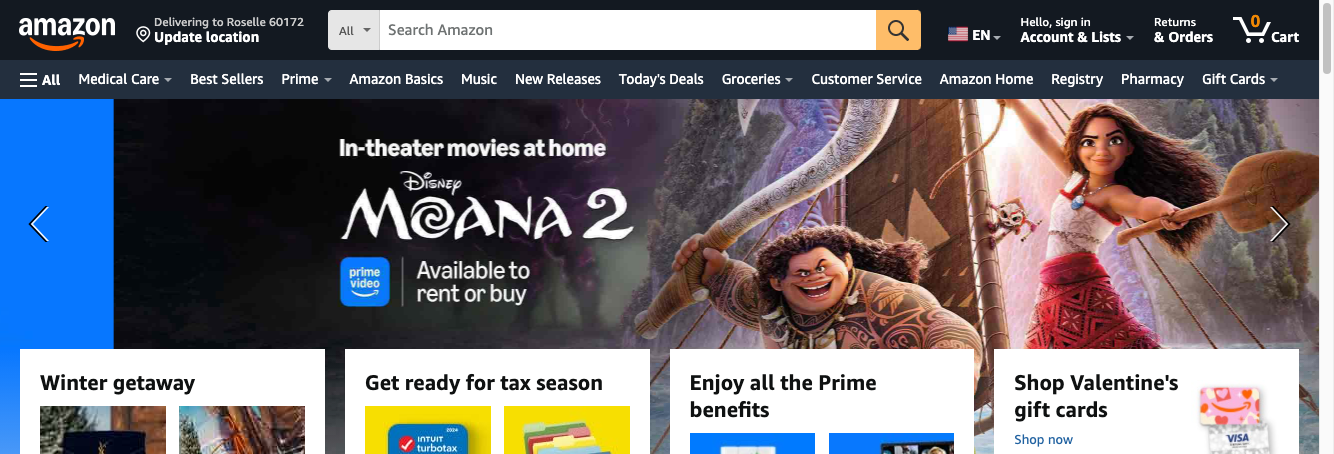 amazon
Delivering to Roselle 60172
Update location
All
Search Amazon
EN
Hello, sign in
Account & Lists
Returns
& Orders
0
Cart
All
Medical Care
Best Sellers
Prime
Amazon Basics
Music
New Releases
Today's Deals
Groceries
Customer Service
Amazon Home
Registry
Pharmacy
Gift Cards
In-theater movies at home
Disney
MOANA 2
prime
video
Available to
rent or buy
Winter getaway
Get ready for tax season
2024
INTUIT
turbotax
Enjoy all the Prime
benefits
Shop Valentine's
gift cards
Shop now
VISA